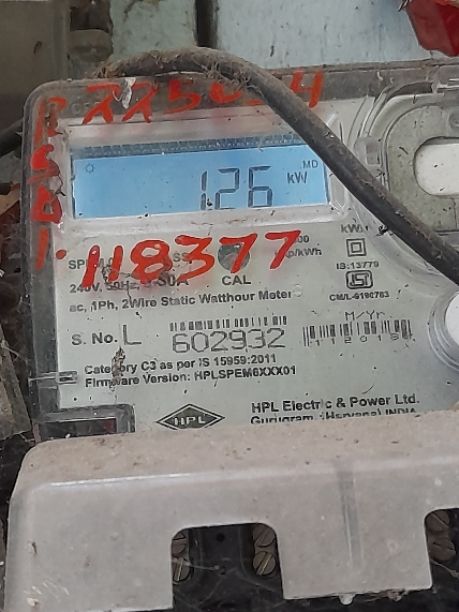 MD
1.26 kW
118377
IS:13779
240V, 50Hz,
CAL
CM/L-9190763
ac, 1Ph, 2Wire Static Watthour Meter
M/Yr
S. No. L 602932
Category C3 as per IS 15959:2011
Firmware Version: HPLSPEM6XXX01
HPL
HPL Electric & Power Ltd.
Gurugram, (Haryana) INDIA